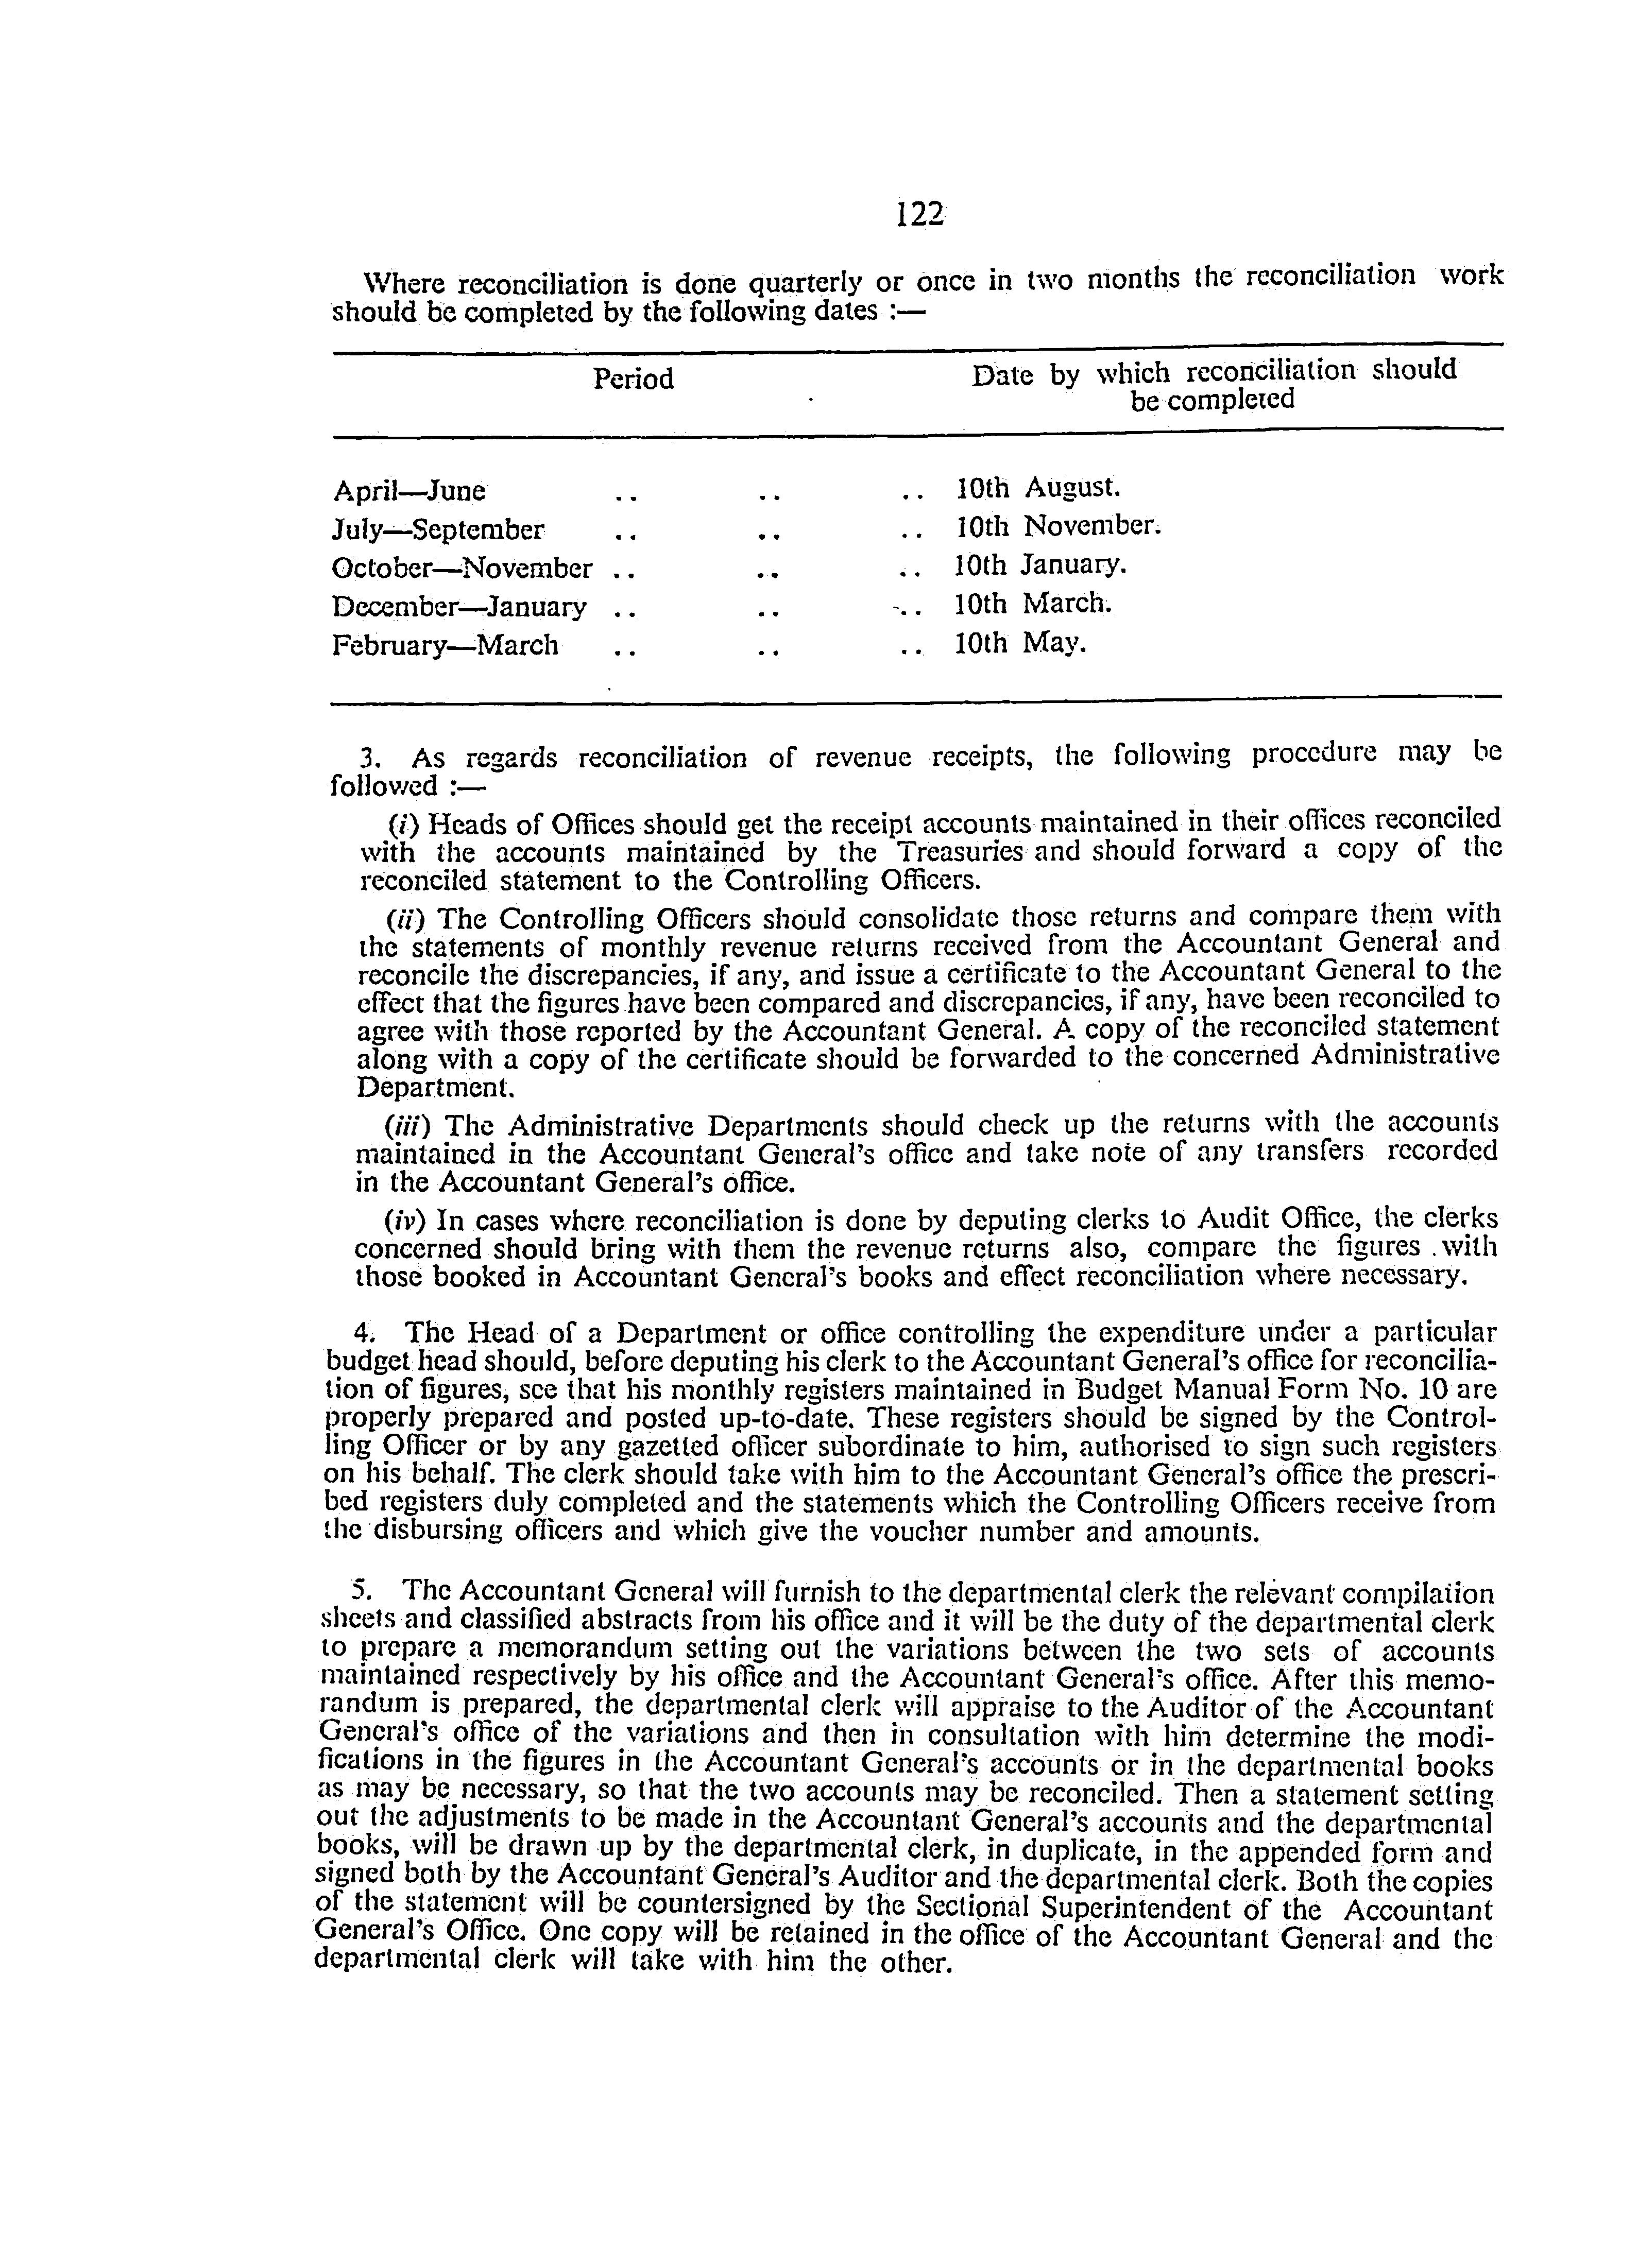 122
Where reconciliation is done quarterly or once in two months the reconciliation work
should be completed by the following dates :—
Period
Date by which reconciliation should
be completed
April—June .. .. .. 10th August.
July—September .. .. .. 10th November.
October—November .. .. .. 10th January.
December—January .. .. .. 10th March.
February—March .. .. .. 10th May.
3. As regards reconciliation of revenue receipts, the following procedure may be
followed :—
(i) Heads of Offices should get the receipt accounts maintained in their offices reconciled
with the accounts maintained by the Treasuries and should forward a copy of the
reconciled statement to the Controlling Officers.
(ii) The Controlling Officers should consolidate those returns and compare them with
the statements of monthly revenue returns received from the Accountant General and
reconcile the discrepancies, if any, and issue a certificate to the Accountant General to the
effect that the figures have been compared and discrepancies, if any, have been reconciled to
agree with those reported by the Accountant General. A copy of the reconciled statement
along with a copy of the certificate should be forwarded to the concerned Administrative
Department.
(iii) The Administrative Departments should check up the returns with the accounts
maintained in the Accountant General's office and take note of any transfers recorded
in the Accountant General's office.
(iv) In cases where reconciliation is done by deputing clerks to Audit Office, the clerks
concerned should bring with them the revenue returns also, compare the figures with
those booked in Accountant General's books and effect reconciliation where necessary.
4. The Head of a Department or office controlling the expenditure under a particular
budget head should, before deputing his clerk to the Accountant General's office for reconcilia-
tion of figures, see that his monthly registers maintained in Budget Manual Form No. 10 are
properly prepared and posted up-to-date. These registers should be signed by the Control-
ling Officer or by any gazetted officer subordinate to him, authorised to sign such registers
on his behalf. The clerk should take with him to the Accountant General's office the prescri-
bed registers duly completed and the statements which the Controlling Officers receive from
the disbursing officers and which give the voucher number and amounts.
5. The Accountant General will furnish to the departmental clerk the relevant compilation
sheets and classified abstracts from his office and it will be the duty of the departmental clerk
to prepare a memorandum setting out the variations between the two sets of accounts
maintained respectively by his office and the Accountant General's office. After this memo-
randum is prepared, the departmental clerk will appraise to the Auditor of the Accountant
General's office of the variations and then in consultation with him determine the modi-
fications in the figures in the Accountant General's accounts or in the departmental books
as may be necessary, so that the two accounts may be reconciled. Then a statement setting
out the adjustments to be made in the Accountant General's accounts and the departmental
books, will be drawn up by the departmental clerk, in duplicate, in the appended form and
signed both by the Accountant General's Auditor and the departmental clerk. Both the copies
of the statement will be countersigned by the Sectional Superintendent of the Accountant
General's Office. One copy will be retained in the office of the Accountant General and the
departmental clerk will take with him the other.